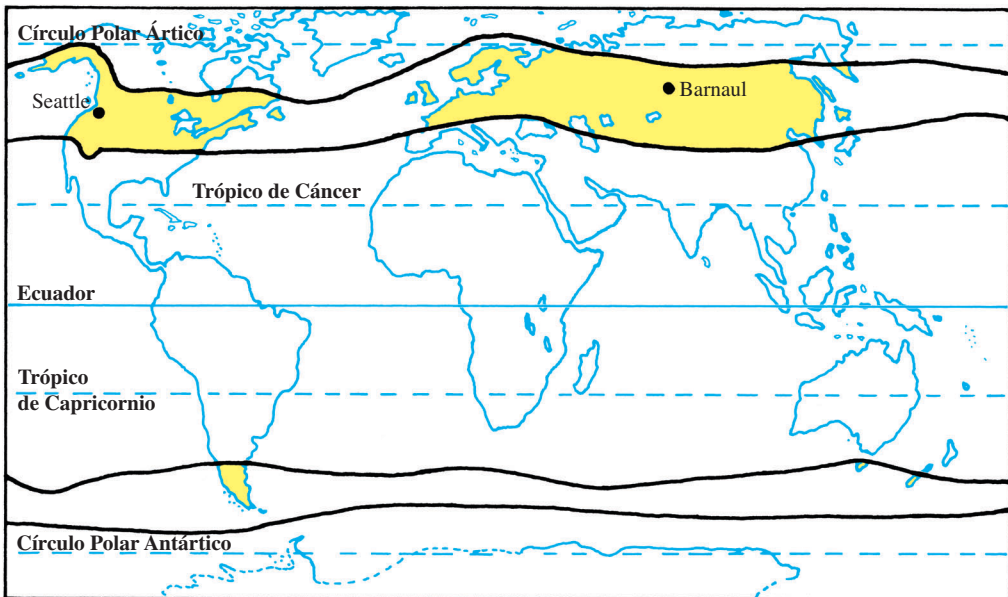 Círculo Polar Ártico
Seattle
Barnaul
Trópico de Cáncer
Ecuador
Trópico
de Capricornio
Círculo Polar Antártico